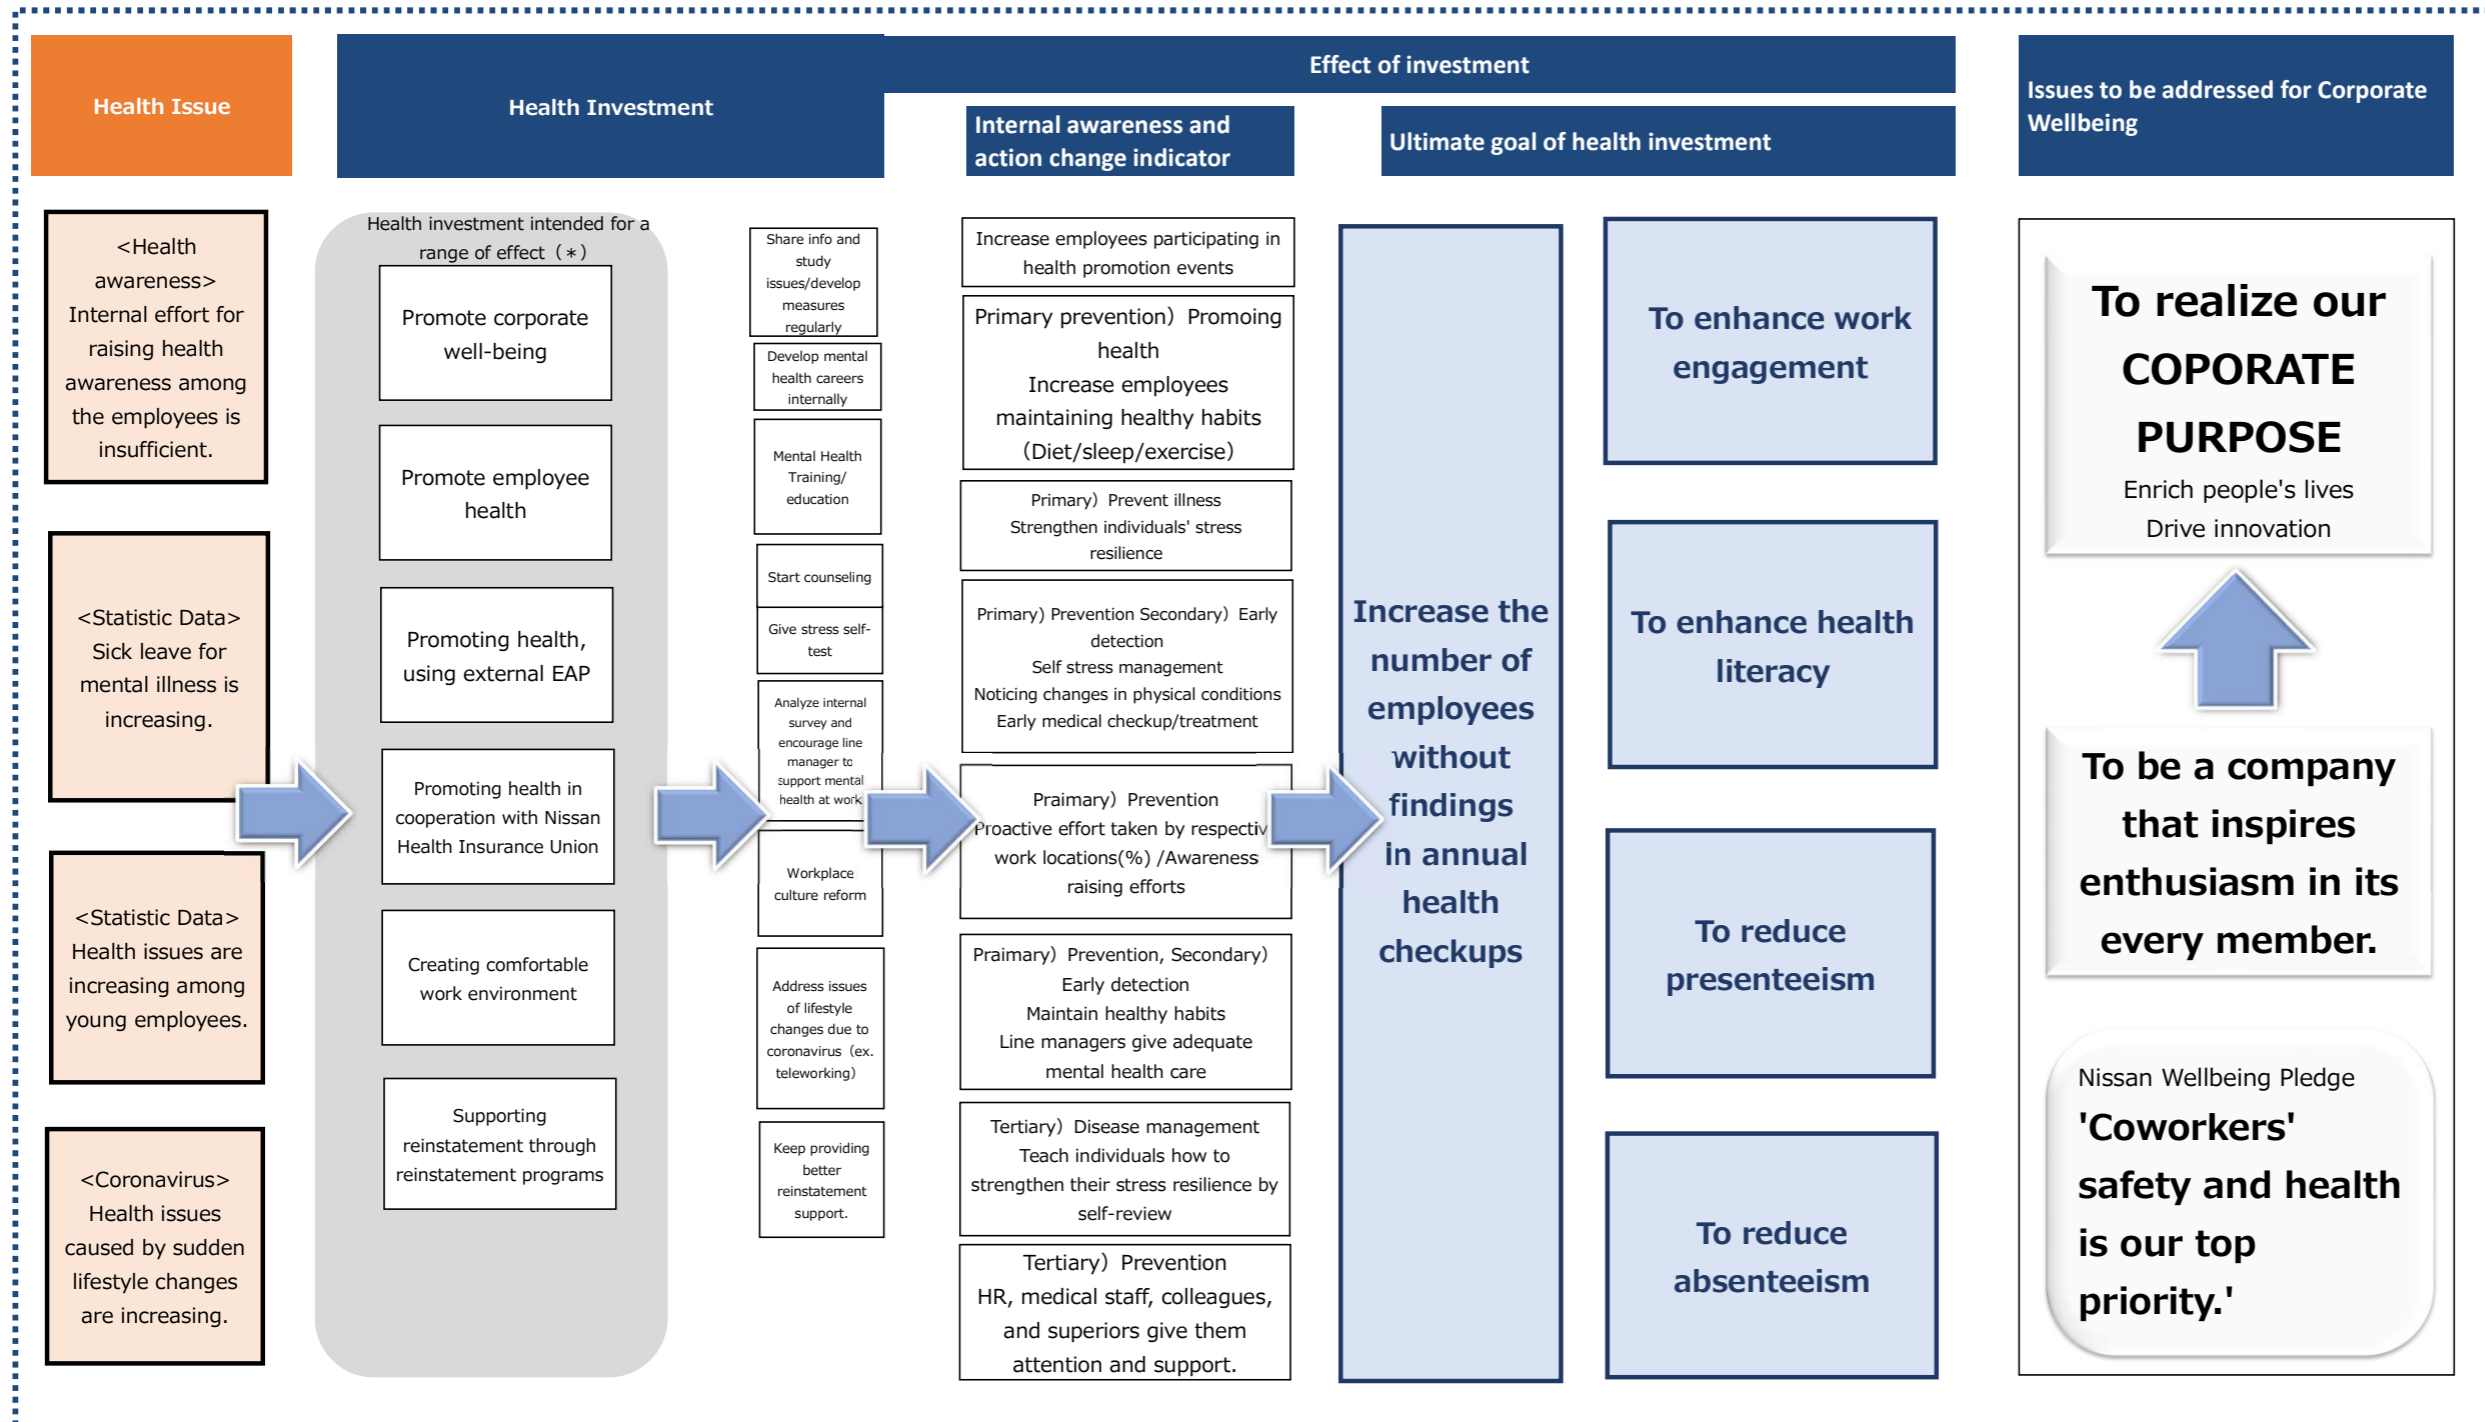 Health Issue
Health Investment
Effect of investment
Internal awareness and
action change indicator
Ultimate goal of health investment
Issues to be addressed for Corporate
Wellbeing
<Health
awareness>
Internal effort for
raising health
awareness among
the employees is
insufficient.
<Statistic Data>
Sick leave for
mental illness is
increasing.
<Statistic Data>
Health issues are
increasing among
young employees.
<Coronavirus>
Health issues
caused by sudden
lifestyle changes
are increasing.
Health investment intended for a
range of effect（*）
Promote corporate
well-being
Promote employee
health
Promoting health,
using external EAP
Promoting health in
cooperation with Nissan
Health Insurance Union
Creating comfortable
work environment
Supporting
reinstatement through
reinstatement programs
Share info and
study
issues/develop
measures
regularly
Develop mental
health careers
internally
Mental Health
Training/
education
Start counseling
Give stress self-
test
Analyze internal
survey and
encourage line
manager to
support mental
health at work
Workplace
culture reform
Address issues
of lifestyle
changes due to
coronavirus（ex.
teleworking）
Keep providing
better
reinstatement
support.
Increase employees participating in
health promotion events
Primary prevention）Promoing
health
Increase employees
maintaining healthy habits
（Diet/sleep/exercise）
Primary）Prevent illness
Strengthen individuals' stress
resilience
Primary) Prevention Secondary）Early
detection
Self stress management
Noticing changes in physical conditions
Early medical checkup/treatment
Praimary）Prevention
Proactive effort taken by respectiv
work locations(%) /Awareness
raising efforts
Praimary）Prevention, Secondary）
Early detection
Maintain healthy habits
Line managers give adequate
mental health care
Tertiary）Disease management
Teach individuals how to
strengthen their stress resilience by
self-review
Tertiary）Prevention
HR, medical staff, colleagues,
and superiors give them
attention and support.
Increase the
number of
employees
without
findings
in annual
health
checkups
To enhance work
engagement
To enhance health
literacy
To reduce
presenteeism
To reduce
absenteeism
To realize our
COPORATE
PURPOSE
Enrich people's lives
Drive innovation
To be a company
that inspires
enthusiasm in its
every member.
Nissan Wellbeing Pledge
'Coworkers'
safety and health
is our top
priority.'